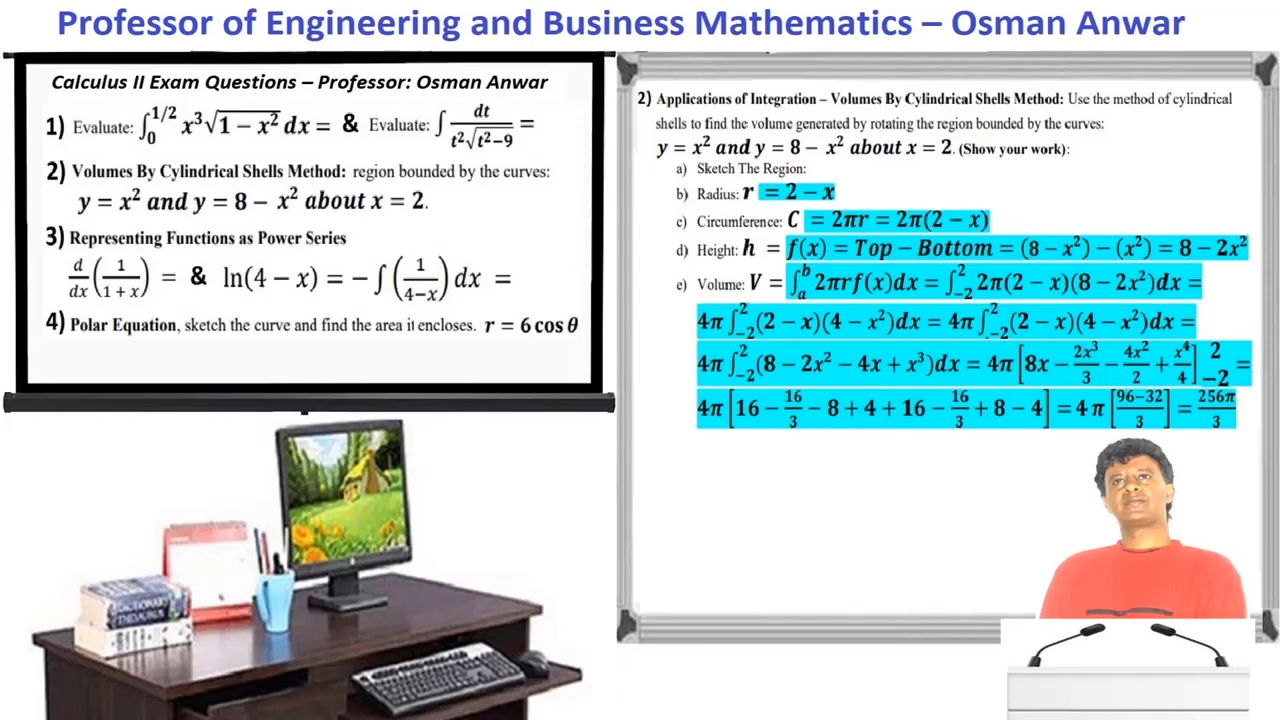 Professor of Engineering and Business Mathematics – Osman Anwar
Calculus II Exam Questions – Professor: Osman Anwar
1) Evaluate: ∫₀^{1/2} x³√(1 − x²) dx = & Evaluate: ∫ dt/(t²√(t²−9)) =
2) Volumes By Cylindrical Shells Method: region bounded by the curves:
y = x² and y = 8 − x² about x = 2.
3) Representing Functions as Power Series
d/dx (1/(1 + x)) = & ln(4 − x) = −∫ (1/(4−x)) dx =
4) Polar Equation, sketch the curve and find the area it encloses. r = 6 cos θ
2) Applications of Integration – Volumes By Cylindrical Shells Method: Use the method of cylindrical
shells to find the volume generated by rotating the region bounded by the curves:
y = x² and y = 8 − x² about x = 2. (Show your work):
a) Sketch The Region:
b) Radius: r = 2 − x
c) Circumference: C = 2πr = 2π(2 − x)
d) Height: h = f(x) = Top − Bottom = (8 − x²) − (x²) = 8 − 2x²
e) Volume: V = ∫ₐᵇ 2πrf(x)dx = ∫₋₂² 2π(2 − x)(8 − 2x²)dx =
4π ∫₋₂² (2 − x)(4 − x²)dx = 4π ∫₋₂² (2 − x)(4 − x²)dx =
4π ∫₋₂² (8 − 2x² − 4x + x³)dx = 4π [8x − 2x³/3 − 4x²/2 + x⁴/4] 2 −2 =
4π [16 − 16/3 − 8 + 4 + 16 − 16/3 + 8 − 4] = 4π [(96−32)/3] = 256π/3
DICTIONARY
THESAURUS